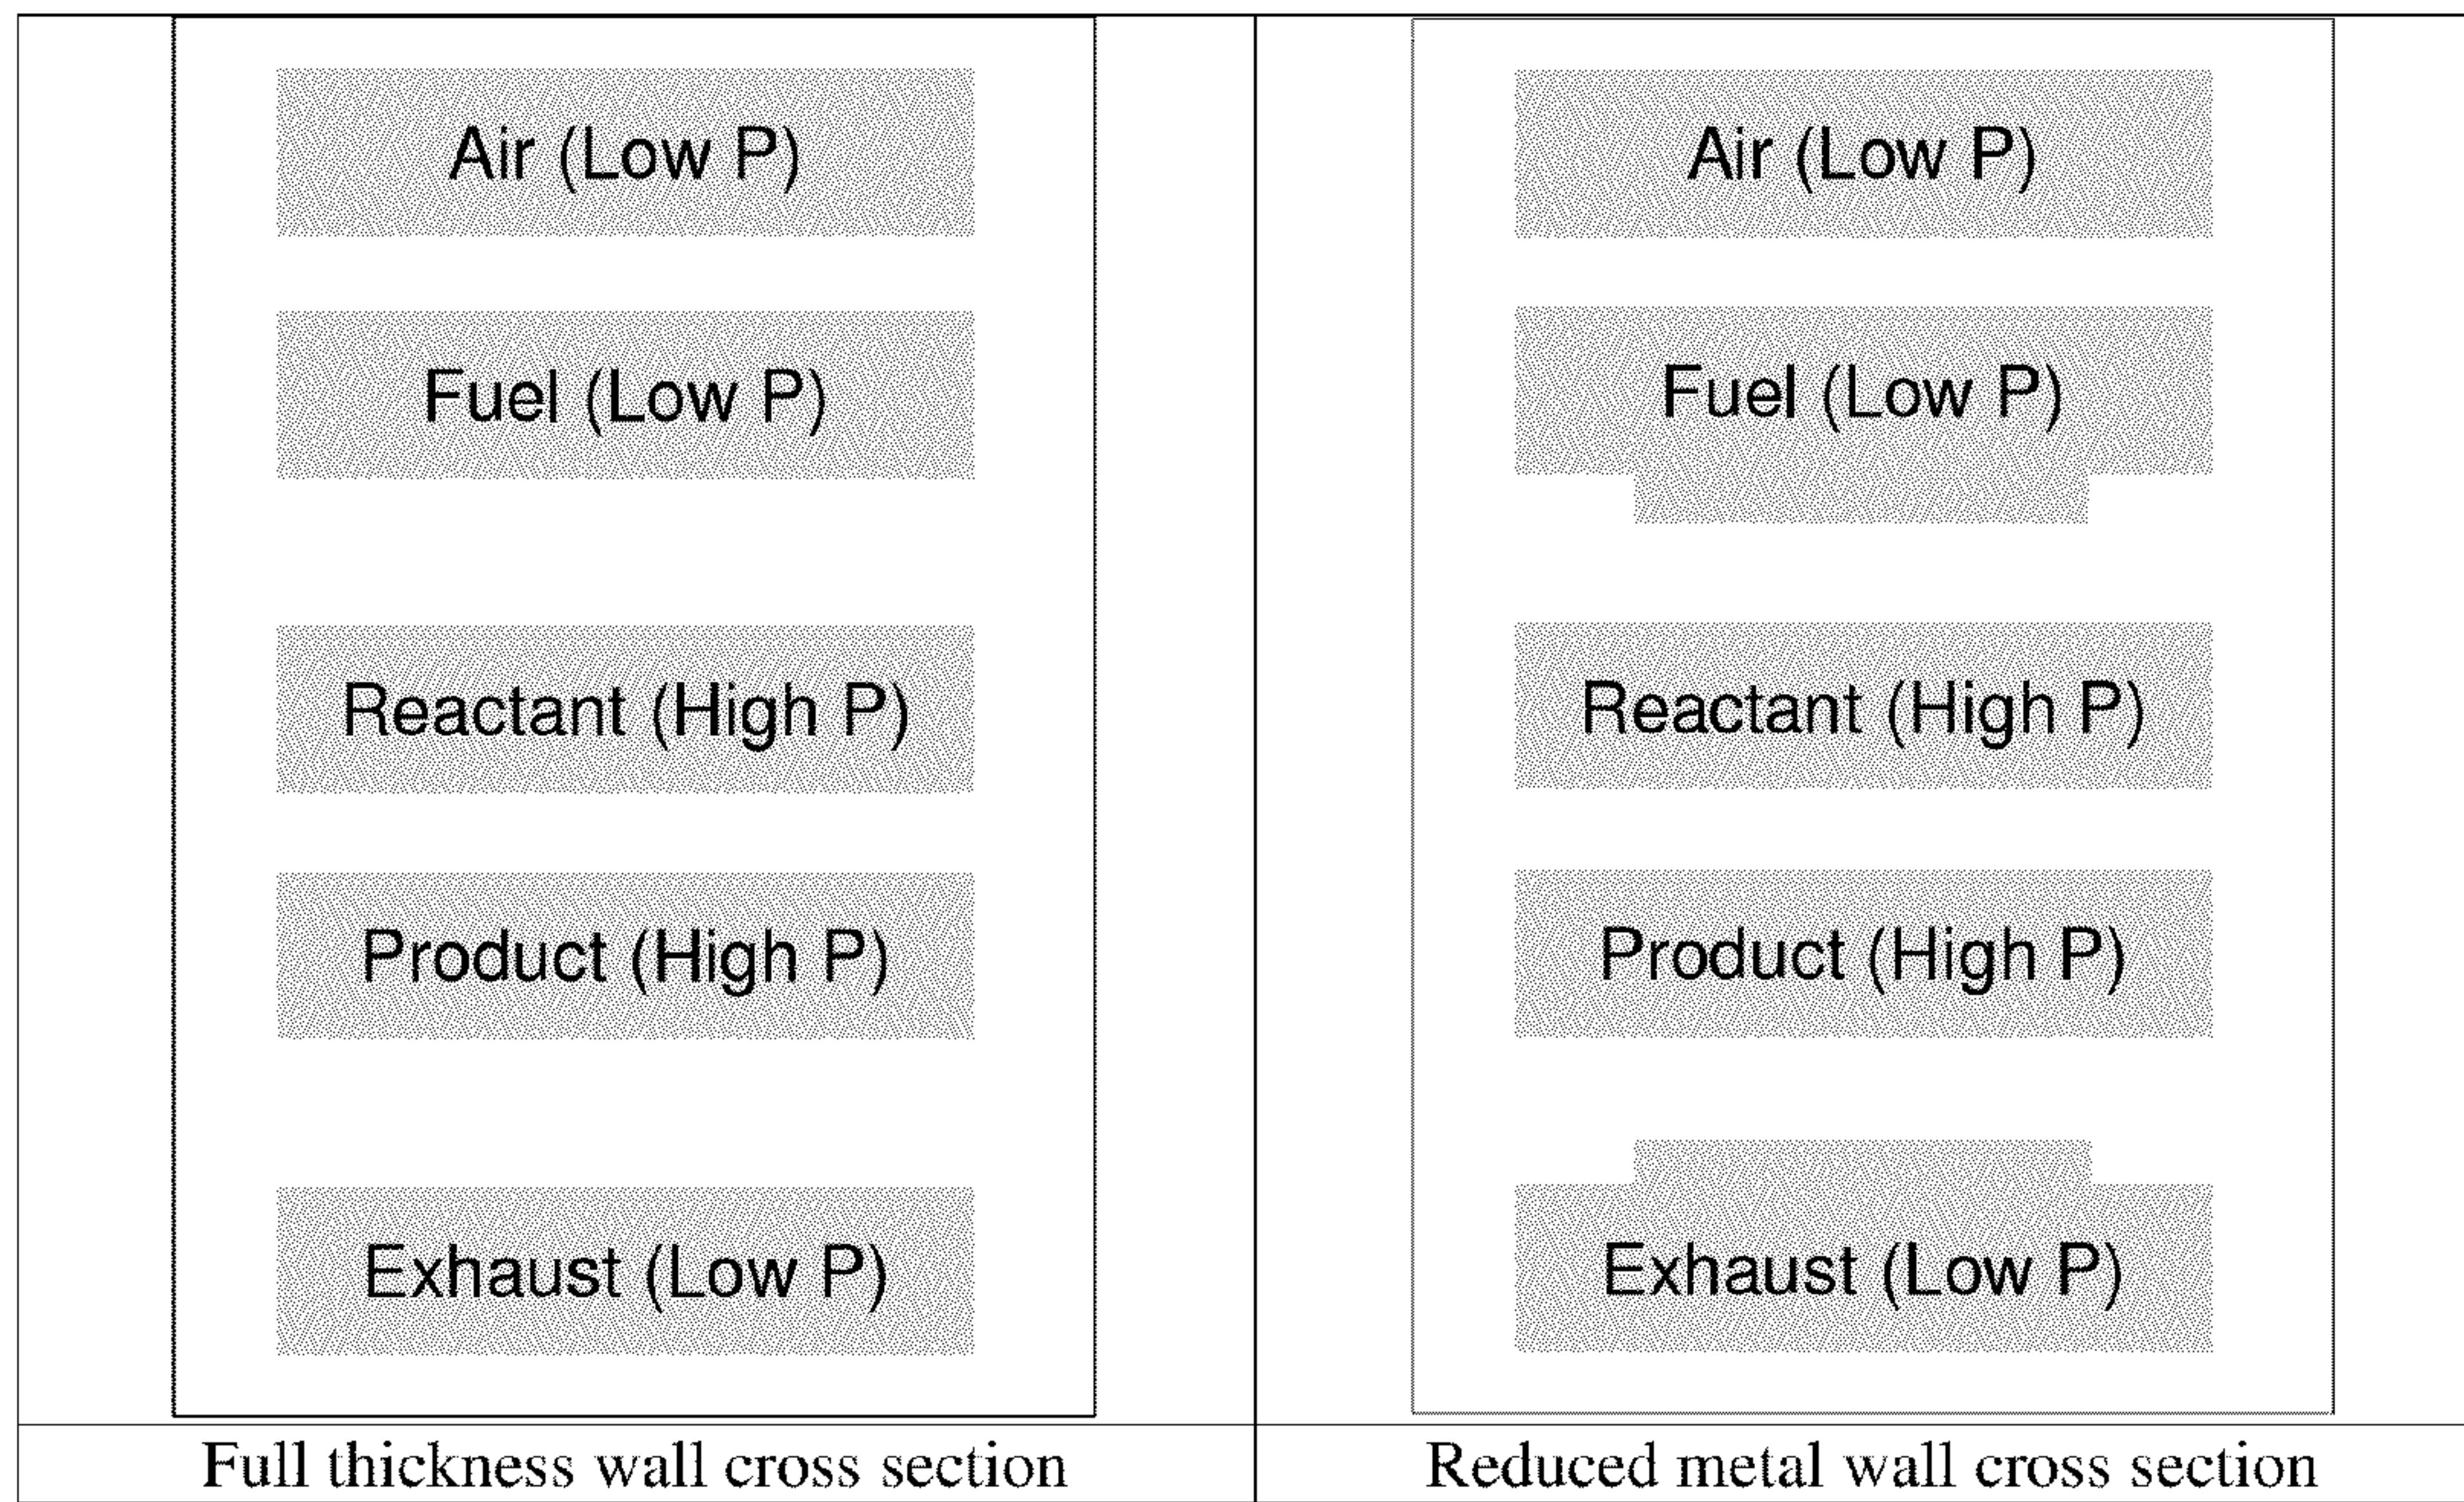 Air (Low P)
Fuel (Low P)
Reactant (High P)
Product (High P)
Exhaust (Low P)
Full thickness wall cross section
Air (Low P)
Fuel (Low P)
Reactant (High P)
Product (High P)
Exhaust (Low P)
Reduced metal wall cross section